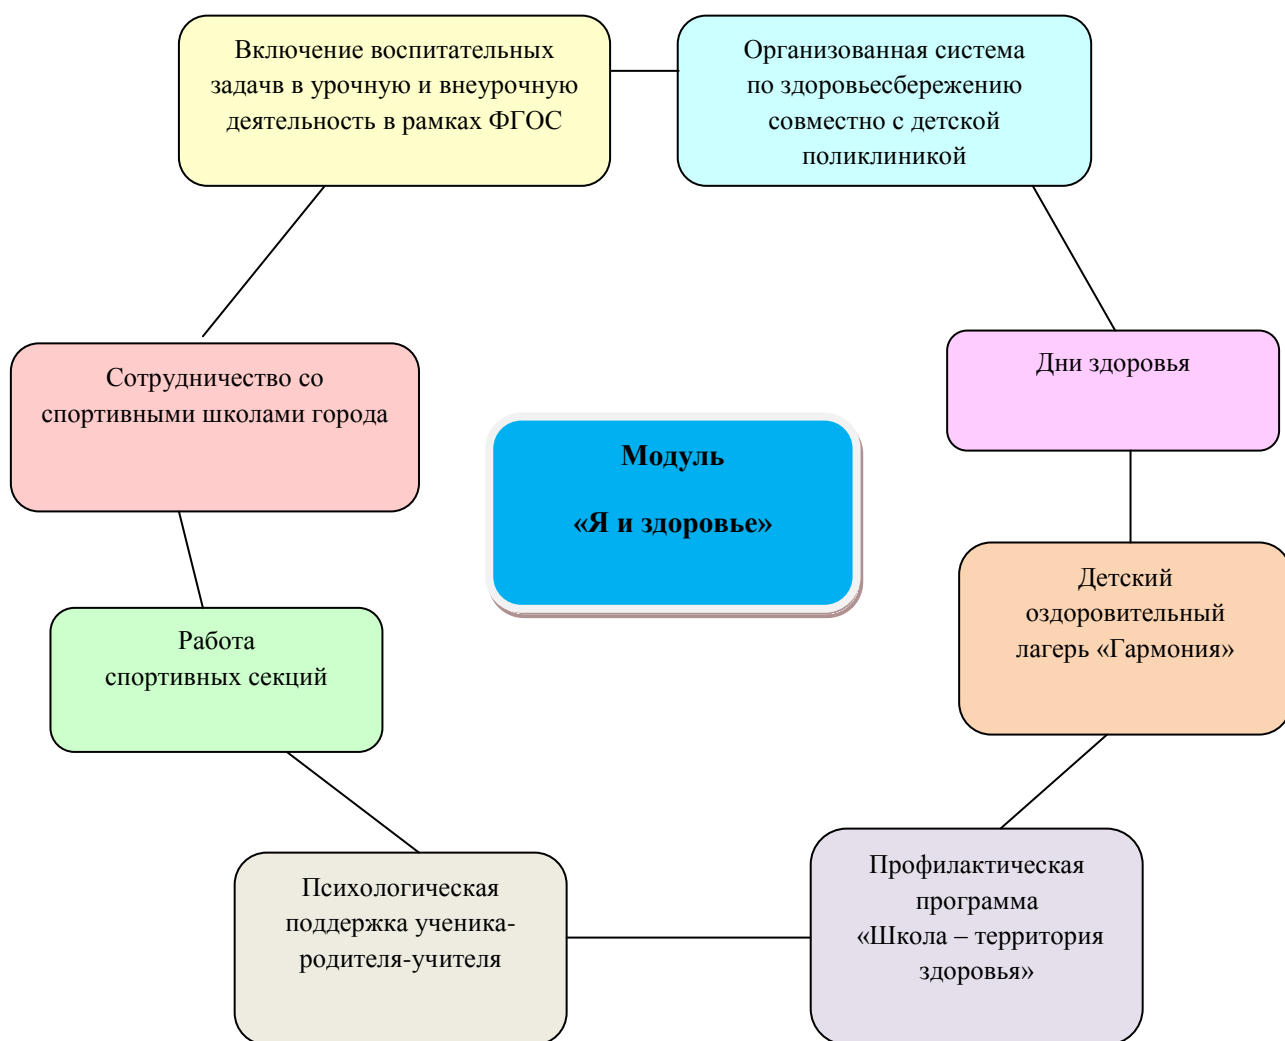 Включение воспитательных
задачв в урочную и внеурочную
деятельность в рамках ФГОС
Организованная система
по здоровьесбережению
совместно с детской
поликлиникой
Сотрудничество со
спортивными школами города
Дни здоровья
Модуль
«Я и здоровье»
Детский
оздоровительный
лагерь «Гармония»
Работа
спортивных секций
Психологическая
поддержка ученика-
родителя-учителя
Профилактическая
программа
«Школа – территория
здоровья»